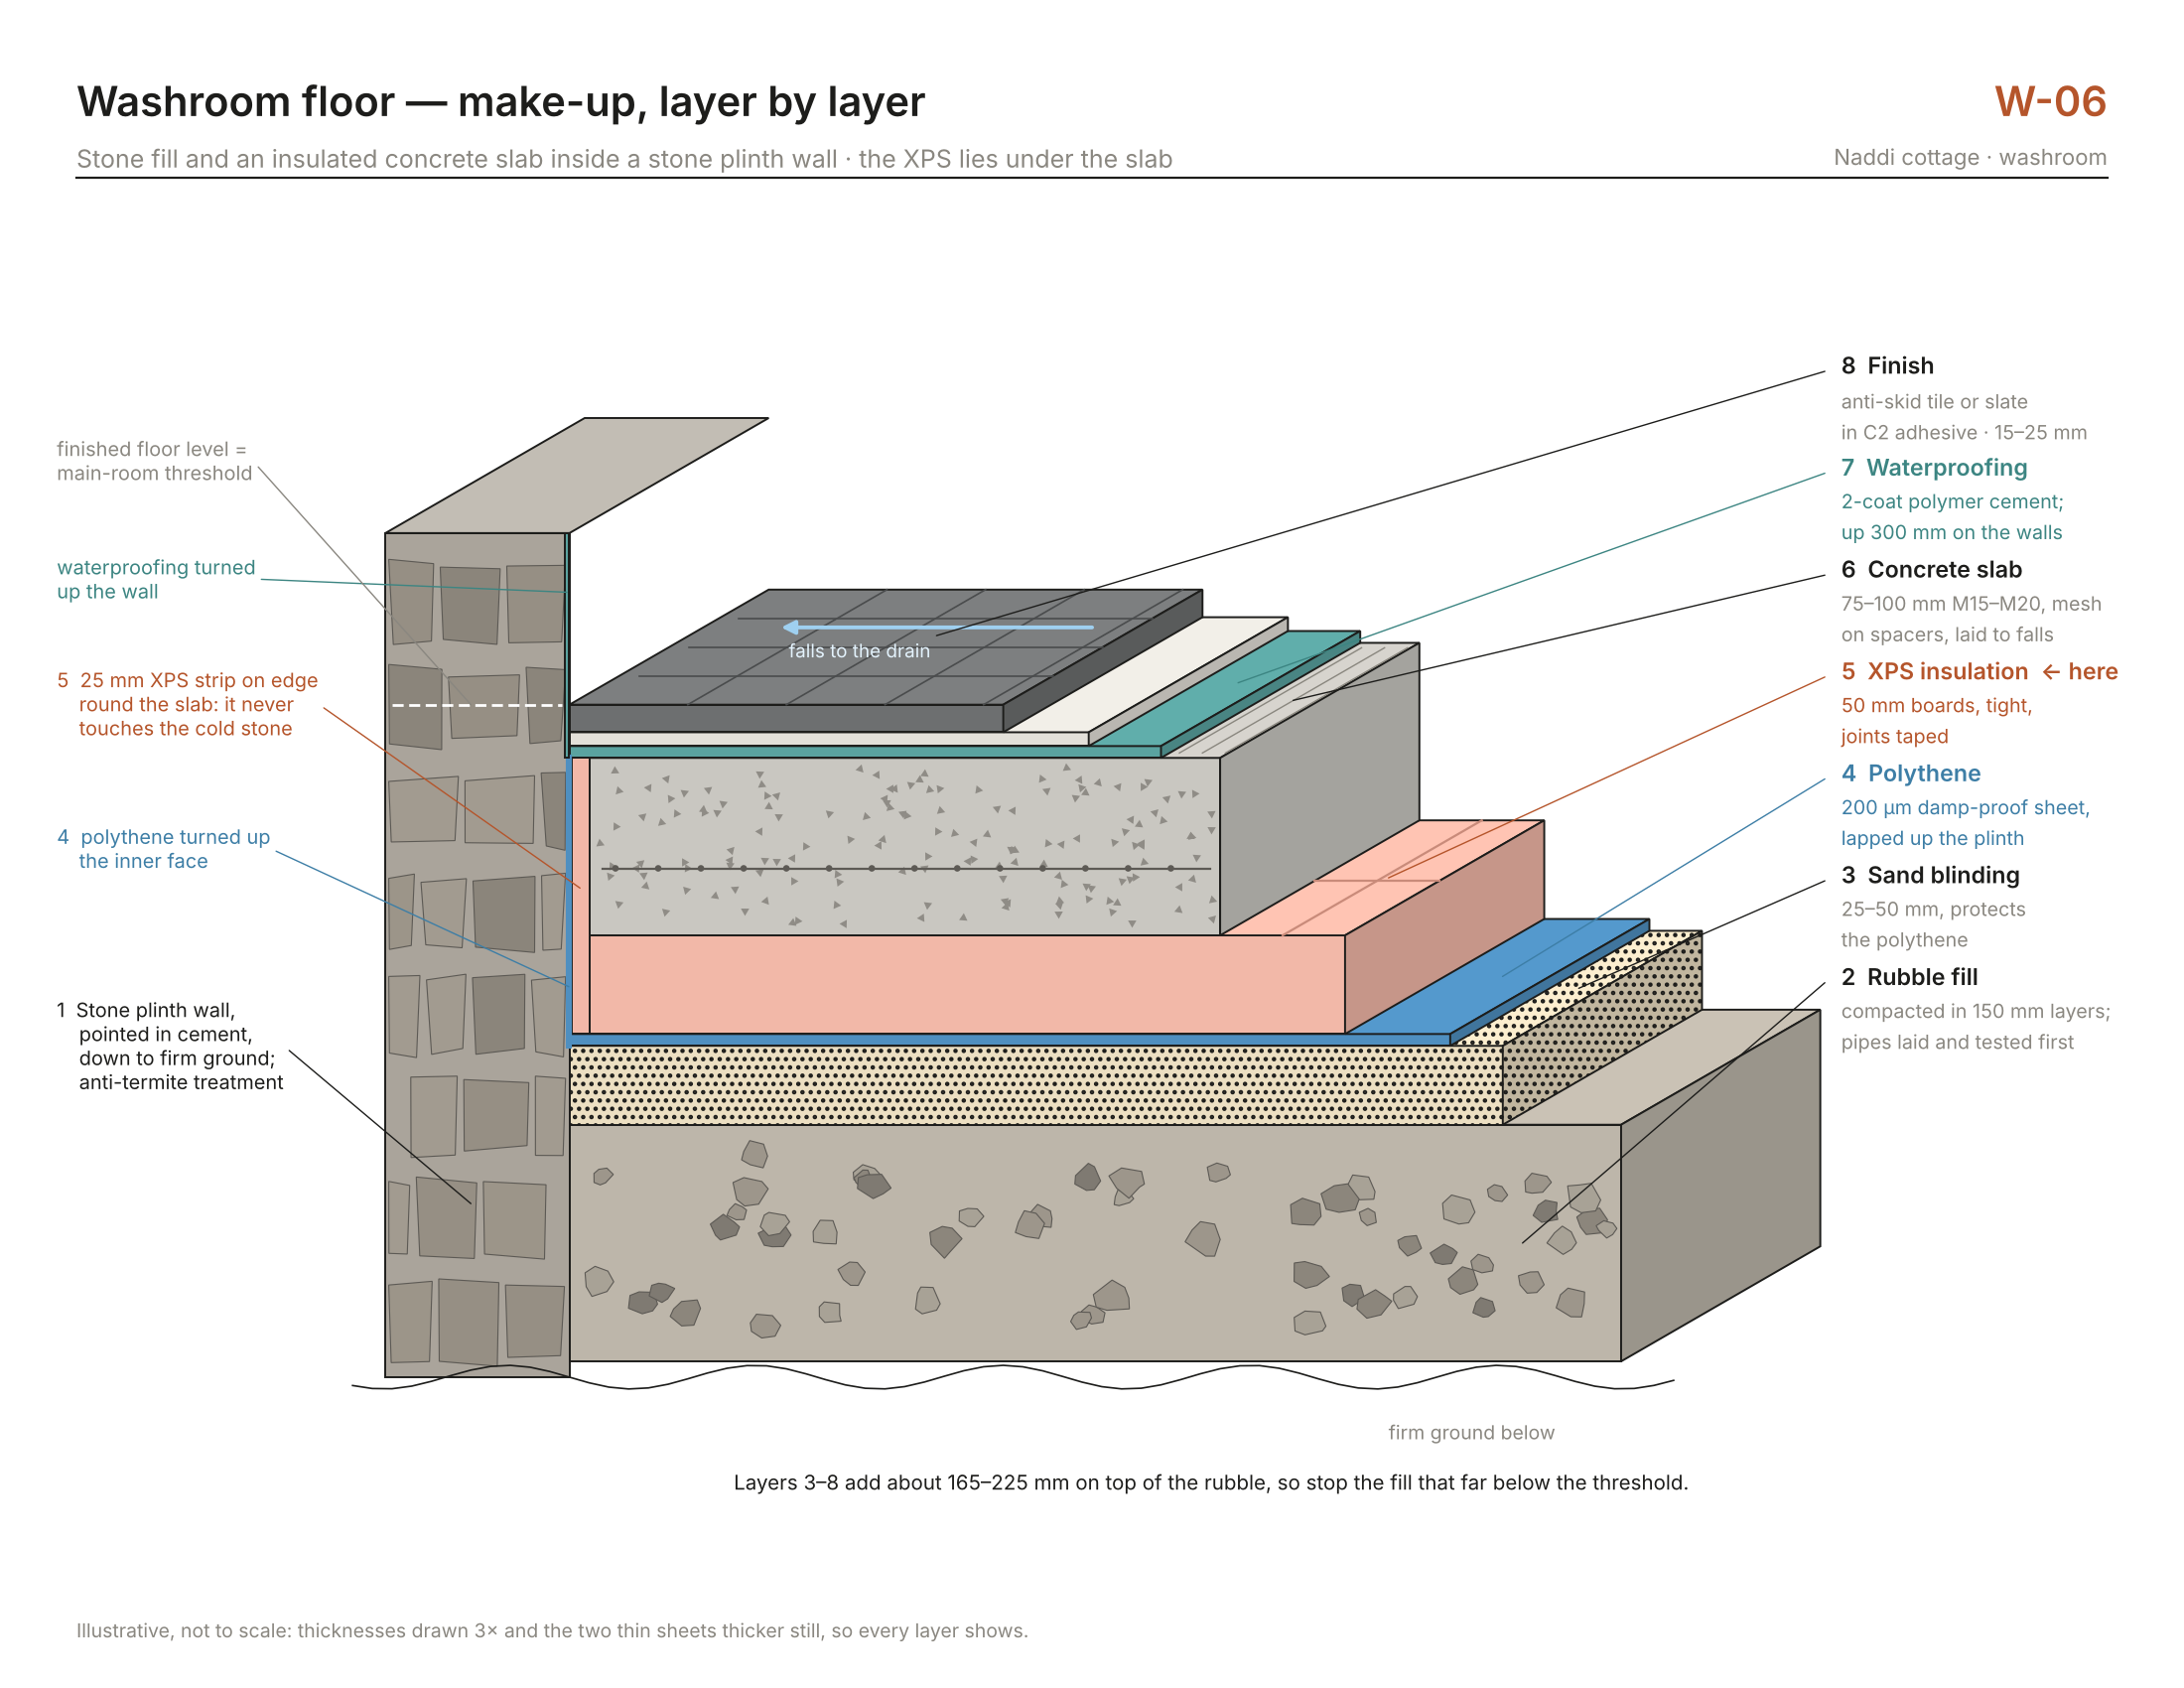 Washroom floor — make-up, layer by layer
W-06
Stone fill and an insulated concrete slab inside a stone plinth wall · the XPS lies under the slab
Naddi cottage · washroom
finished floor level =
main-room threshold
waterproofing turned
up the wall
5 25 mm XPS strip on edge
round the slab: it never
touches the cold stone
4 polythene turned up
the inner face
1 Stone plinth wall,
pointed in cement,
down to firm ground;
anti-termite treatment
falls to the drain
8 Finish
anti-skid tile or slate
in C2 adhesive · 15–25 mm
7 Waterproofing
2-coat polymer cement;
up 300 mm on the walls
6 Concrete slab
75–100 mm M15–M20, mesh
on spacers, laid to falls
5 XPS insulation ← here
50 mm boards, tight,
joints taped
4 Polythene
200 µm damp-proof sheet,
lapped up the plinth
3 Sand blinding
25–50 mm, protects
the polythene
2 Rubble fill
compacted in 150 mm layers;
pipes laid and tested first
firm ground below
Layers 3–8 add about 165–225 mm on top of the rubble, so stop the fill that far below the threshold.
Illustrative, not to scale: thicknesses drawn 3× and the two thin sheets thicker still, so every layer shows.